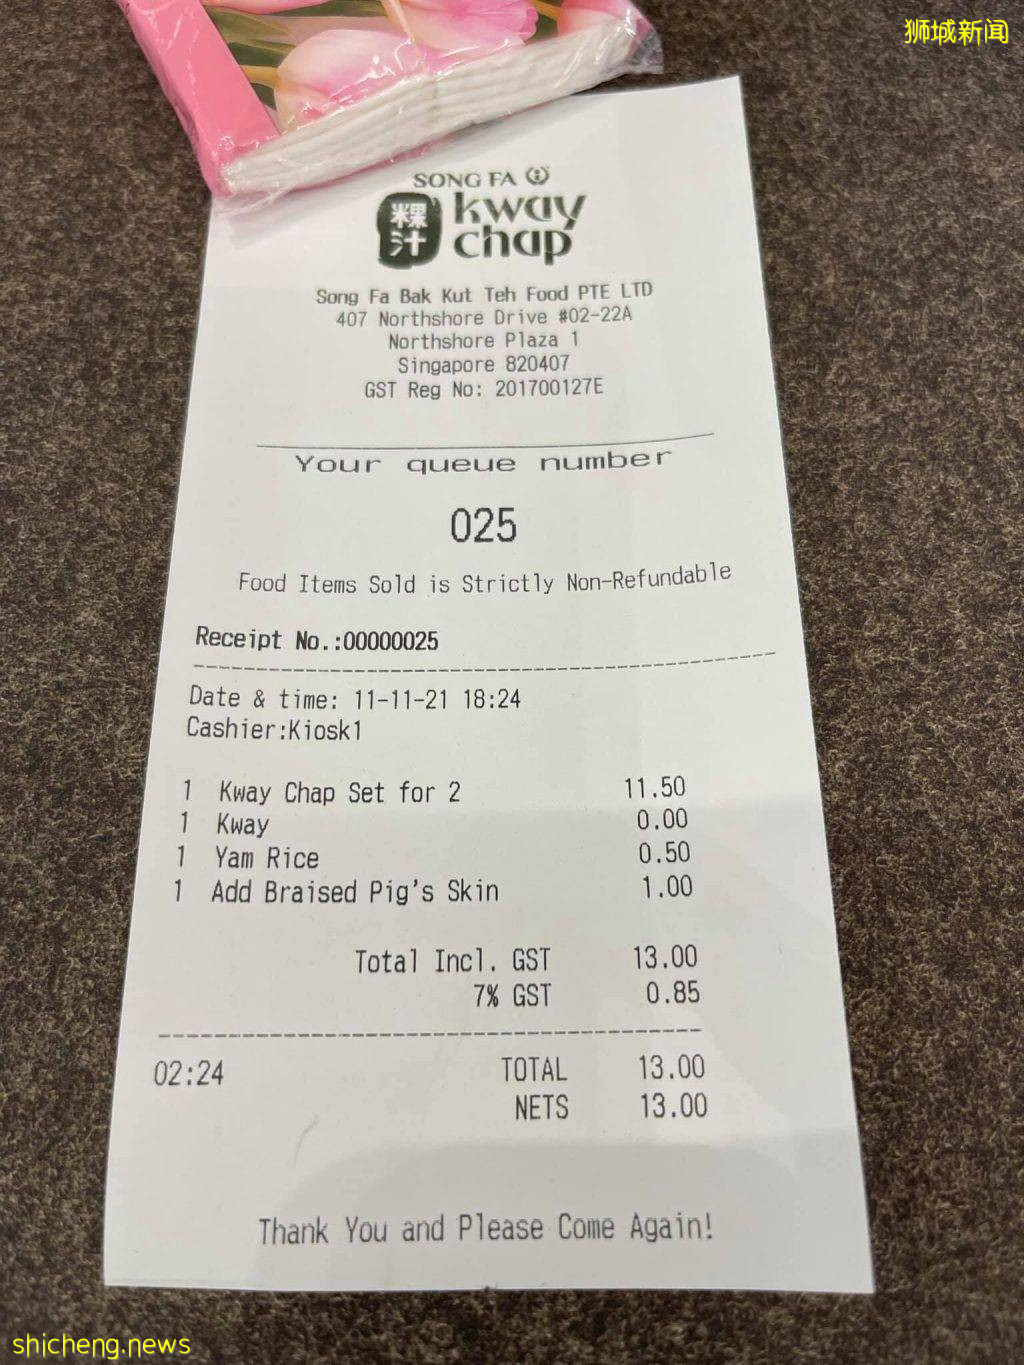 狮城新闻
SONG FA
粿汁
kway
chap
Song Fa Bak Kut Teh Food PTE LTD
407 Northshore Drive #02-22A
Northshore Plaza 1
Singapore 820407
GST Reg No: 201700127E
Your queue number
025
Food Items Sold is Strictly Non-Refundable
Receipt No.:00000025
Date & time: 11-11-21 18:24
Cashier:Kiosk1
1 Kway Chap Set for 2 11.50
1 Kway 0.00
1 Yam Rice 0.50
1 Add Braised Pig's Skin 1.00
Total Incl. GST 13.00
7% GST 0.85
02:24 TOTAL 13.00
NETS 13.00
Thank You and Please Come Again!
shicheng.news